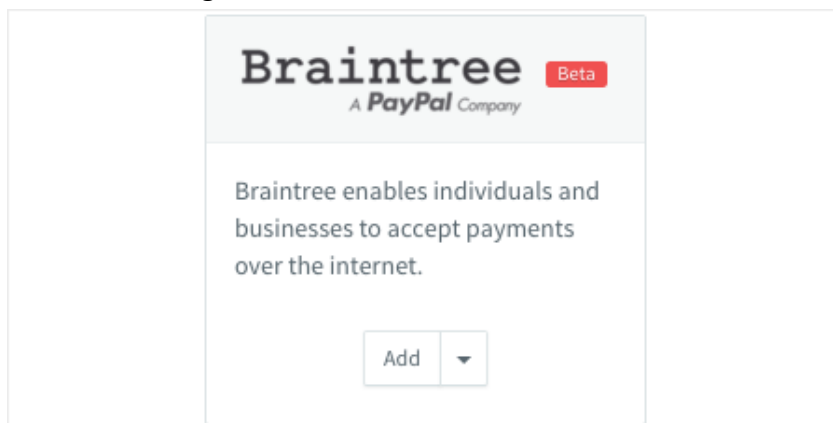 Braintree Beta
A PayPal Company
Braintree enables individuals and
businesses to accept payments
over the internet.
Add